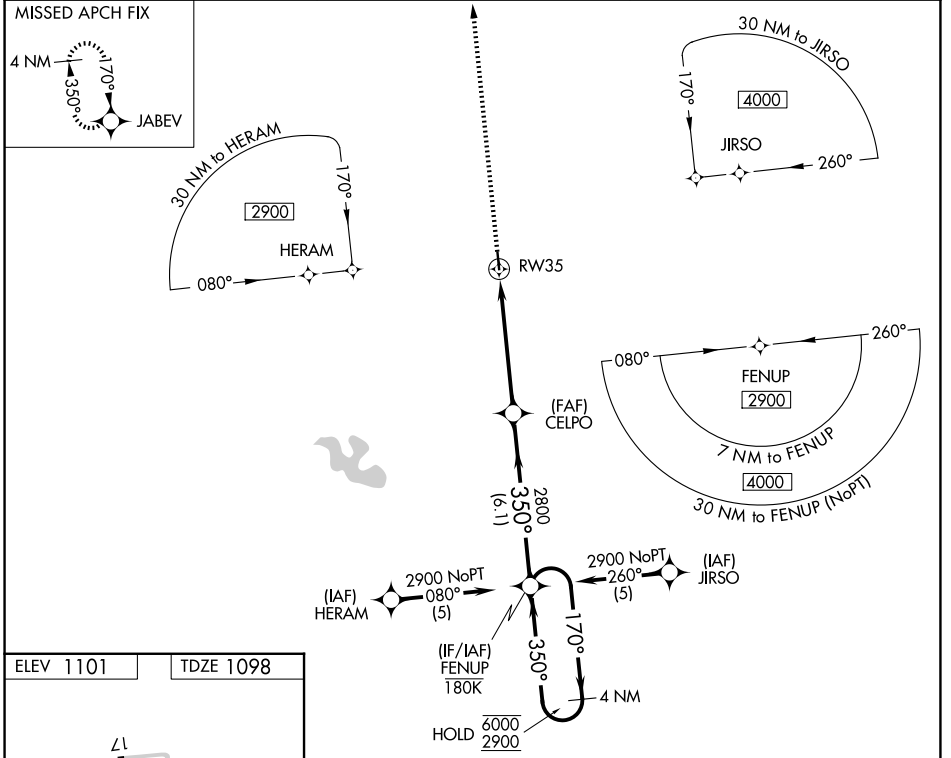 MISSED APCH FIX
4 NM
350°
170°
JABEV
30 NM to HERAM
170°
2900
HERAM
080°
30 NM to JIRSO
170°
4000
JIRSO
260°
RW35
080°
260°
FENUP
2900
7 NM to FENUP
4000
30 NM to FENUP (NoPT)
(FAF)
CELPO
2800
350°
(6.1)
(IAF)
HERAM
2900 NoPT
080°
(5)
2900 NoPT
260°
(5)
(IAF)
JIRSO
(IF/IAF)
FENUP
180K
350°
170°
4 NM
HOLD
6000
2900
ELEV 1101
TDZE 1098
17